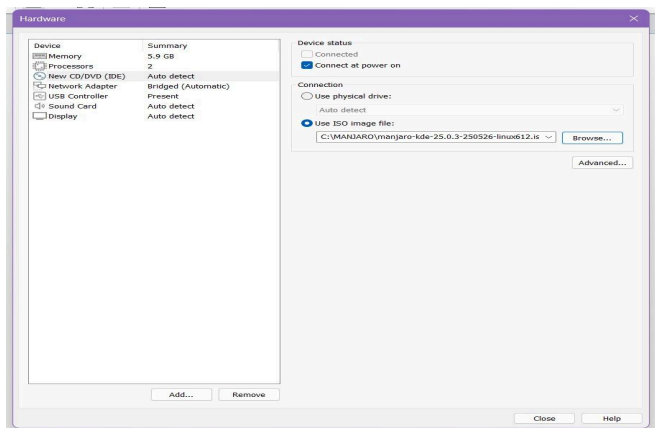 Hardware
Device Summary
Memory 5.9 GB
Processors 2
New CD/DVD (IDE) Auto detect
Network Adapter Bridged (Automatic)
USB Controller Present
Sound Card Auto detect
Display Auto detect
Add... Remove
Device status
Connected
Connect at power on
Connection
Use physical drive:
Auto detect
Use ISO image file:
C:\MANJARO\manjaro-kde-25.0.3-250526-linux612.is Browse...
Advanced...
Close Help